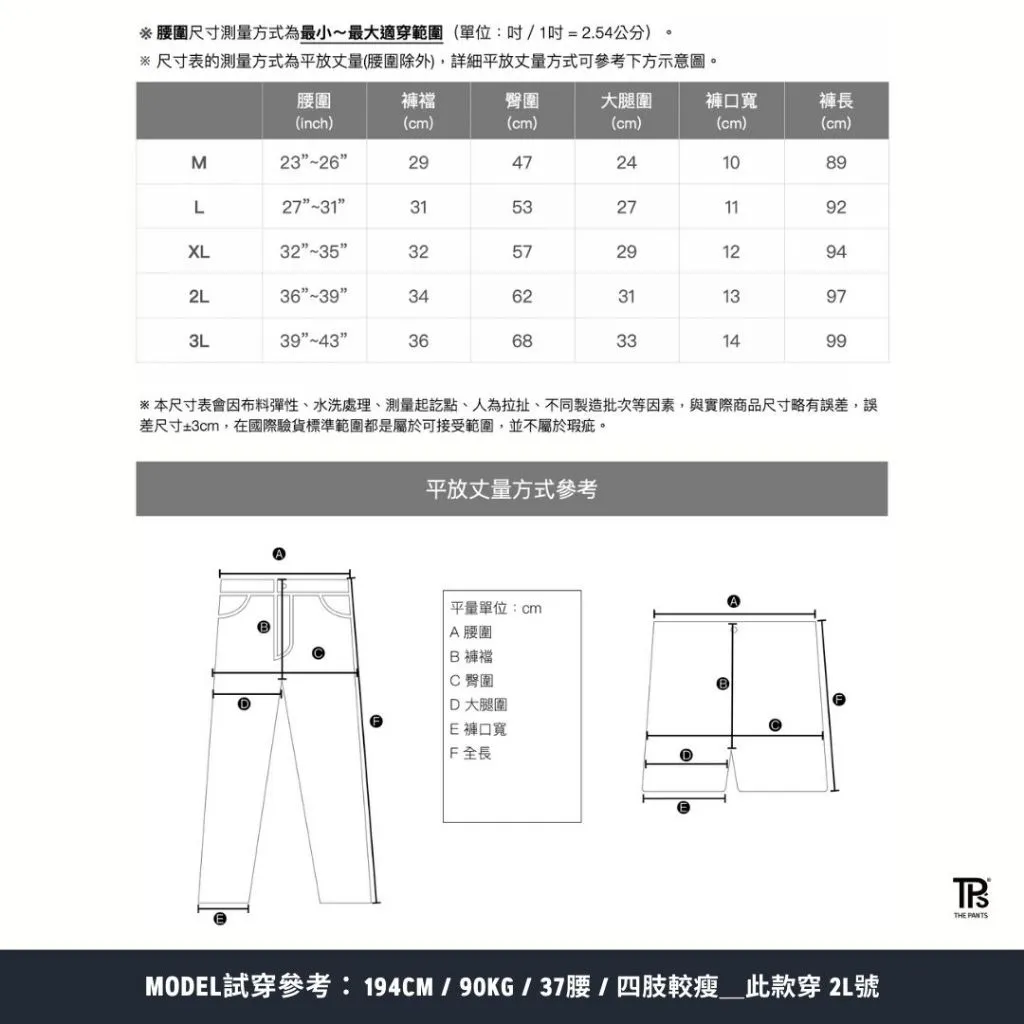 ※ 腰圍尺寸測量方式為最小～最大適穿範圍（單位：吋 / 1吋 = 2.54公分）。
※ 尺寸表的測量方式為平放丈量(腰圍除外)，詳細平放丈量方式可參考下方示意圖。
腰圍 褲襠 臀圍 大腿圍 褲口寬 褲長
(inch) (cm) (cm) (cm) (cm) (cm)
M 23”~26” 29 47 24 10 89
L 27”~31” 31 53 27 11 92
XL 32”~35” 32 57 29 12 94
2L 36”~39” 34 62 31 13 97
3L 39”~43” 36 68 33 14 99
※ 本尺寸表會因布料彈性、水洗處理、測量起訖點、人為拉扯、不同製造批次等因素，與實際商品尺寸略有誤差，誤
差尺寸±3cm，在國際驗貨標準範圍都是屬於可接受範圍，並不屬於瑕疵。
平放丈量方式參考
A
B
C
D
F
E
平量單位：cm
A 腰圍
B 褲襠
C 臀圍
D 大腿圍
E 褲口寬
F 全長
A
B
F
C
D
E
TPs®
THE PANTS
MODEL試穿參考： 194CM / 90KG / 37腰 / 四肢較瘦__此款穿 2L號